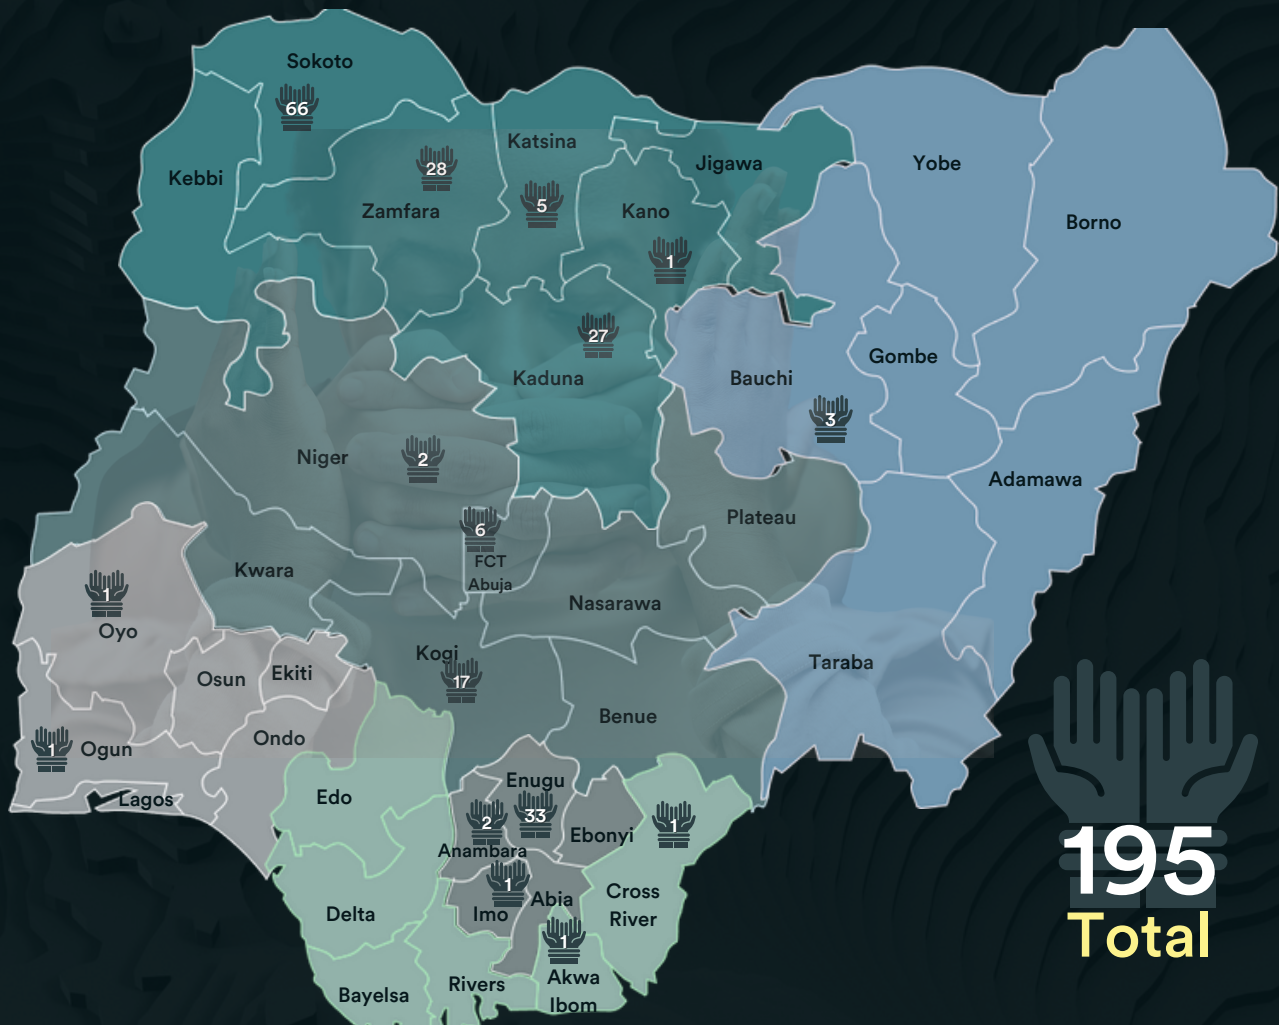 Sokoto
66
Katsina
Kebbi
28
Jigawa
Yobe
Zamfara
5
Kano
Borno
1
27
Gombe
Kaduna
Bauchi
3
Niger
2
Adamawa
6
Plateau
FCT
Abuja
Kwara
1
Nasarawa
Oyo
Kogi
17
Taraba
Osun
Ekiti
Benue
1
Ogun
Ondo
Enugu
Lagos
Edo
2
33
1
Ebonyi
Anambara
195
Total
1
Abia
Cross
River
Imo
Delta
1
Akwa
Ibom
Rivers
Bayelsa